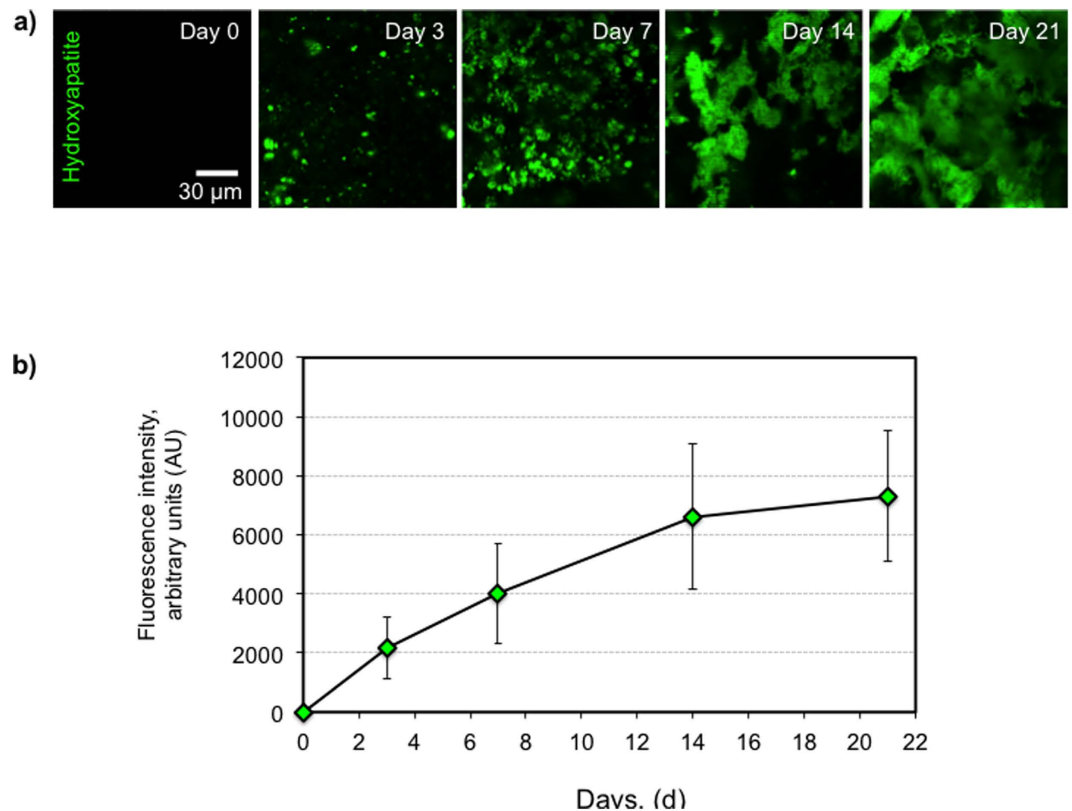 a)
Hydroxyapatite
Day 0
30 µm
Day 3
Day 7
Day 14
Day 21
b)
Fluorescence intensity,
arbitrary units (AU)
12000
10000
8000
6000
4000
2000
0
0 2 4 6 8 10 12 14 16 18 20 22
Days, (d)